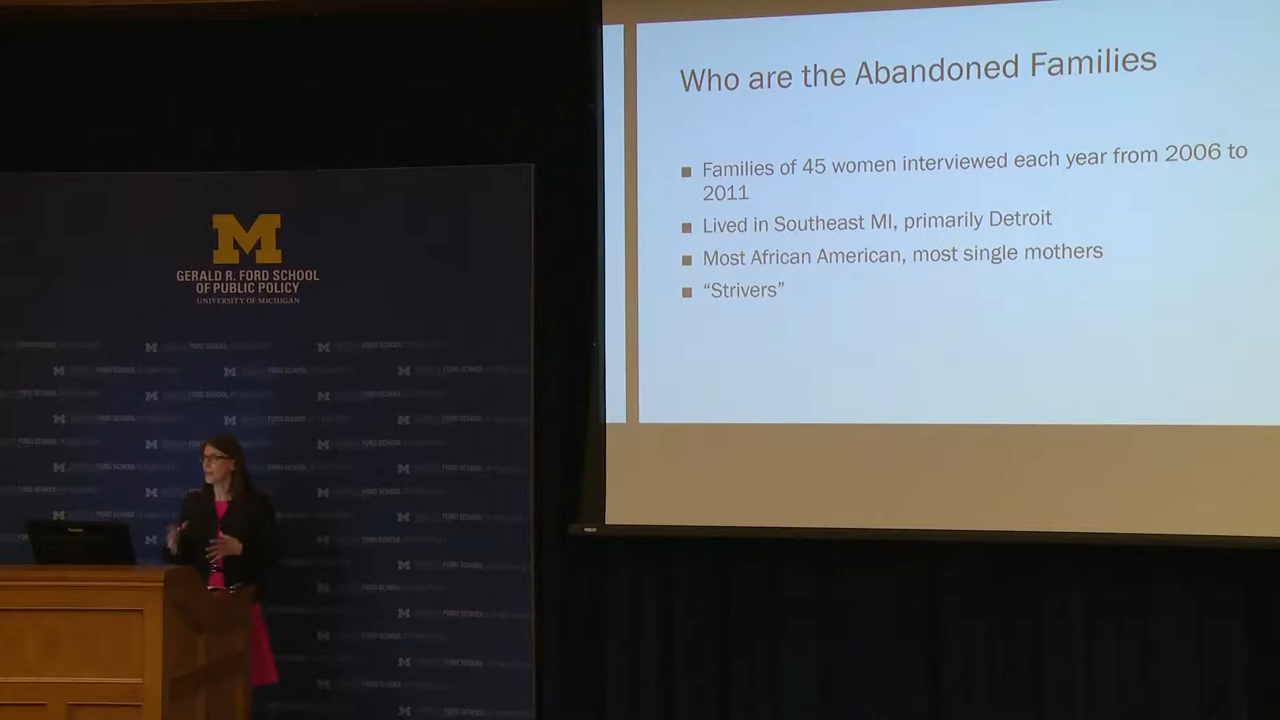 Who are the Abandoned Families
■ Families of 45 women interviewed each year from 2006 to
2011
■ Lived in Southeast MI, primarily Detroit
■ Most African American, most single mothers
■ “Strivers”
M
GERALD R. FORD SCHOOL
OF PUBLIC POLICY
UNIVERSITY OF MICHIGAN